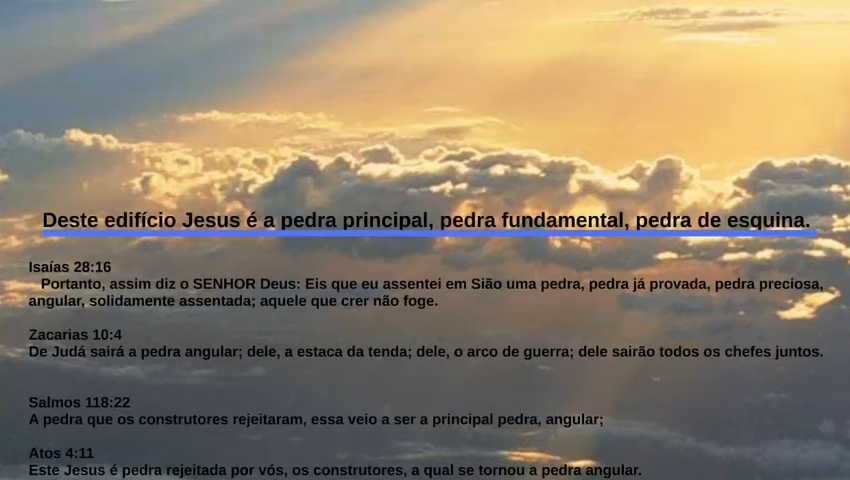 Deste edifício Jesus é a pedra principal, pedra fundamental, pedra de esquina.
Isaías 28:16
Portanto, assim diz o SENHOR Deus: Eis que eu assentei em Sião uma pedra, pedra já provada, pedra preciosa,
angular, solidamente assentada; aquele que crer não foge.
Zacarias 10:4
De Judá sairá a pedra angular; dele, a estaca da tenda; dele, o arco de guerra; dele sairão todos os chefes juntos.
Salmos 118:22
A pedra que os construtores rejeitaram, essa veio a ser a principal pedra, angular;
Atos 4:11
Este Jesus é pedra rejeitada por vós, os construtores, a qual se tornou a pedra angular.